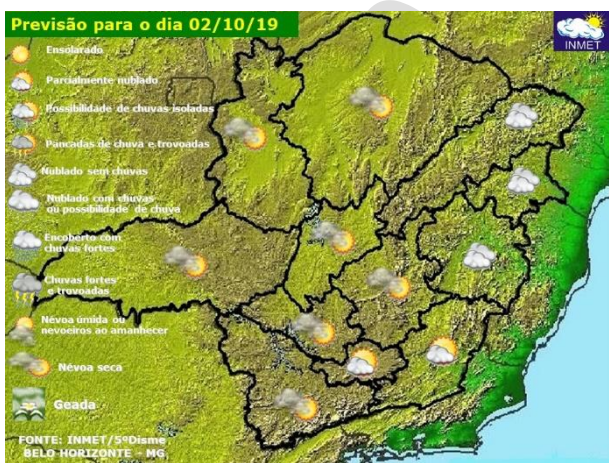 Previsão para o dia 02/10/19
INMET
Ensolarado
Parcialmente nublado
Possibilidade de chuvas isoladas
Pancadas de chuva e trovoadas
Nublado sem chuvas
Nublado com chuvas
ou possibilidade de chuva
Encoberto com
chuvas fortes
Chuvas fortes
e trovoadas
Névoa úmida ou
nevoeiros ao amanhecer
Névoa seca
Geada
FONTE: INMET/5ºDisme
BELO HORIZONTE - MG